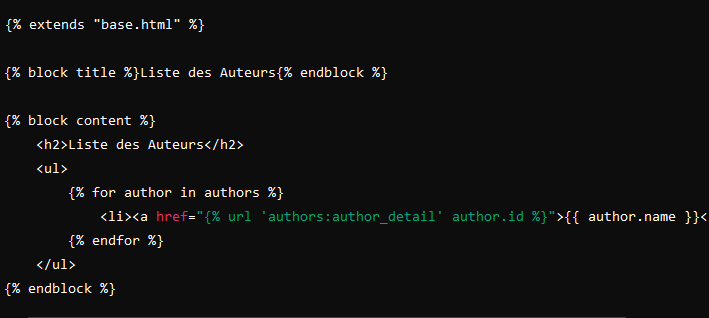 {% extends "base.html" %}
{% block title %}Liste des Auteurs{% endblock %}
{% block content %}
<h2>Liste des Auteurs</h2>
<ul>
{% for author in authors %}
<li><a href="{% url 'authors:author_detail' author.id %}">{{ author.name }}<
{% endfor %}
</ul>
{% endblock %}